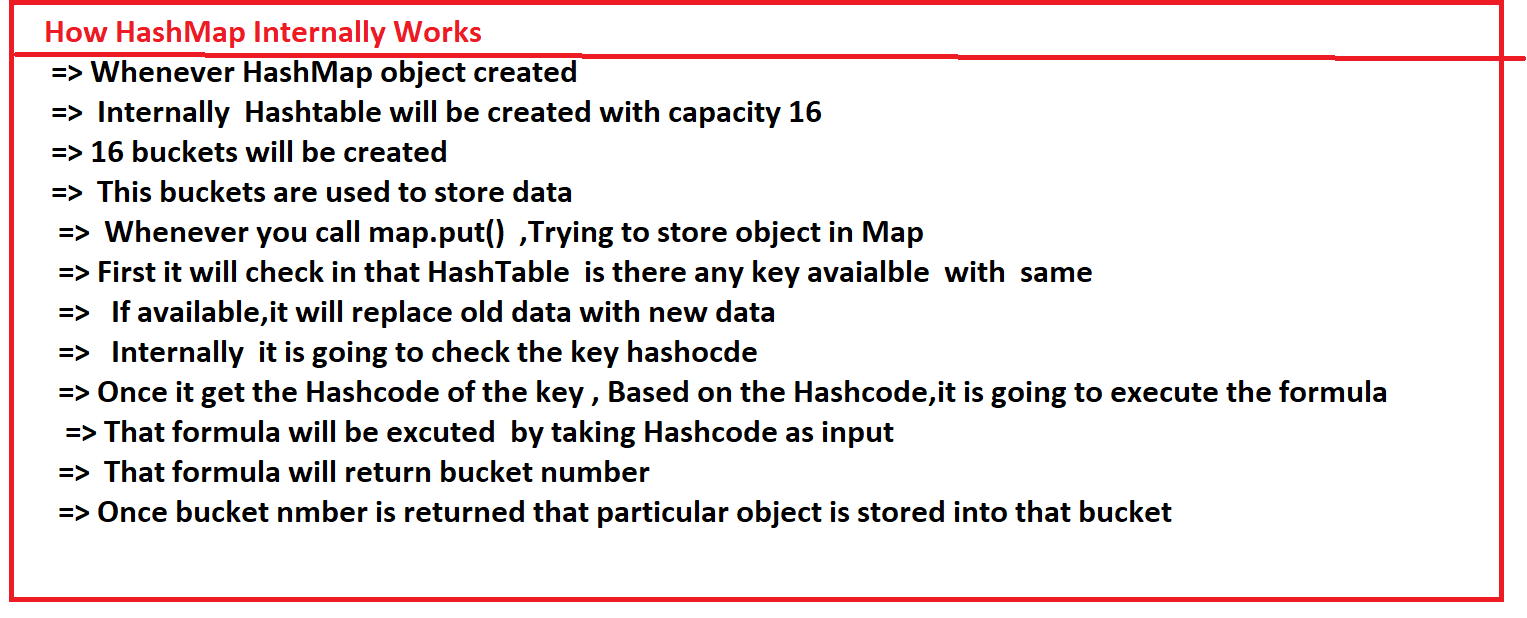 How HashMap Internally Works
=> Whenever HashMap object created
=> Internally Hashtable will be created with capacity 16
=> 16 buckets will be created
=> This buckets are used to store data
=> Whenever you call map.put() ,Trying to store object in Map
=> First it will check in that HashTable is there any key avaialble with same
=> If available,it will replace old data with new data
=> Internally it is going to check the key hashocde
=> Once it get the Hashcode of the key , Based on the Hashcode,it is going to execute the formula
=> That formula will be excuted by taking Hashcode as input
=> That formula will return bucket number
=> Once bucket nmber is returned that particular object is stored into that bucket